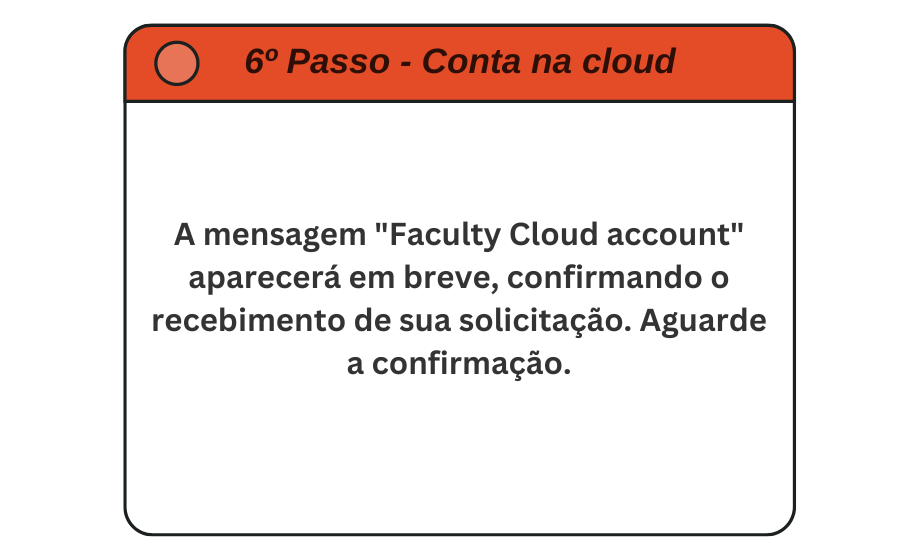 6º Passo - Conta na cloud
A mensagem "Faculty Cloud account"
aparecerá em breve, confirmando o
recebimento de sua solicitação. Aguarde
a confirmação.